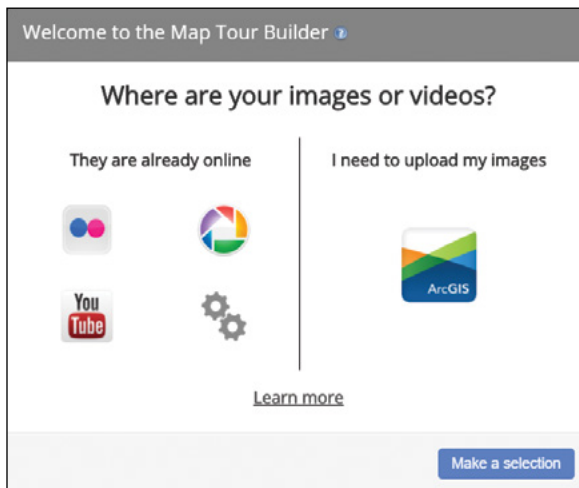 Welcome to the Map Tour Builder ?
Where are your images or videos?
They are already online
I need to upload my images
You
Tube
ArcGIS
Learn more
Make a selection